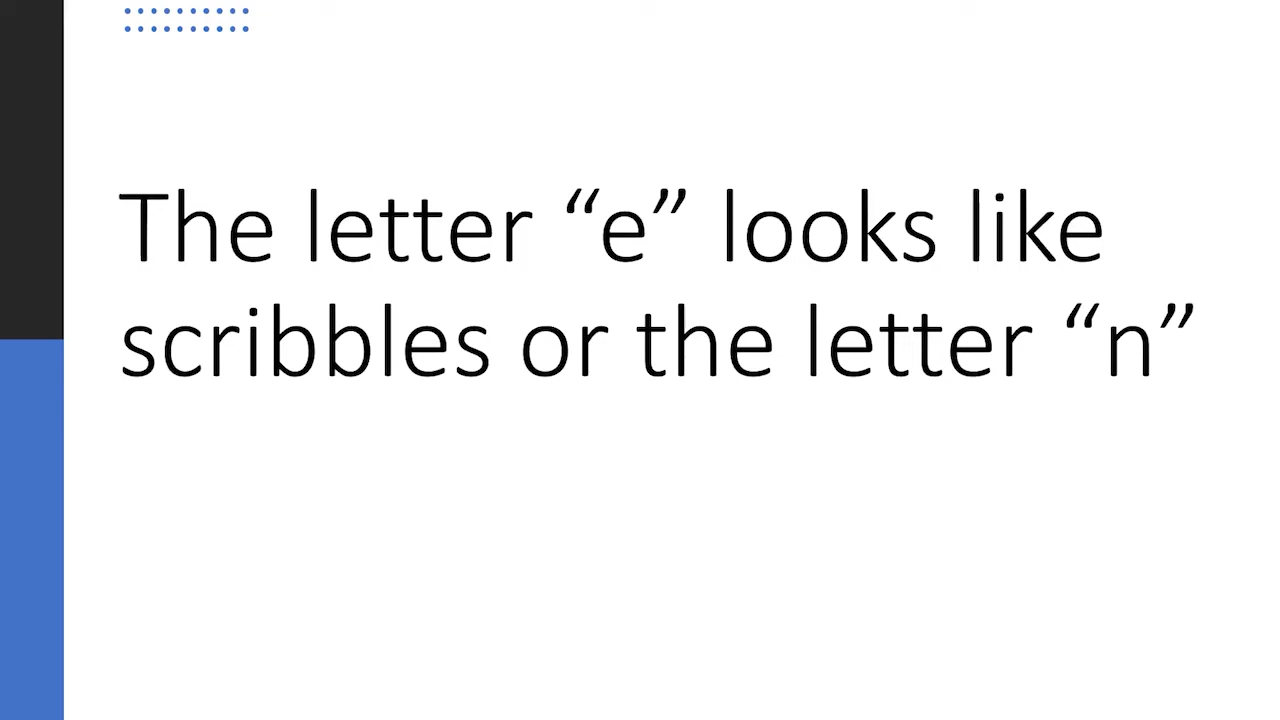 The letter “e” looks like
scribbles or the letter “n”